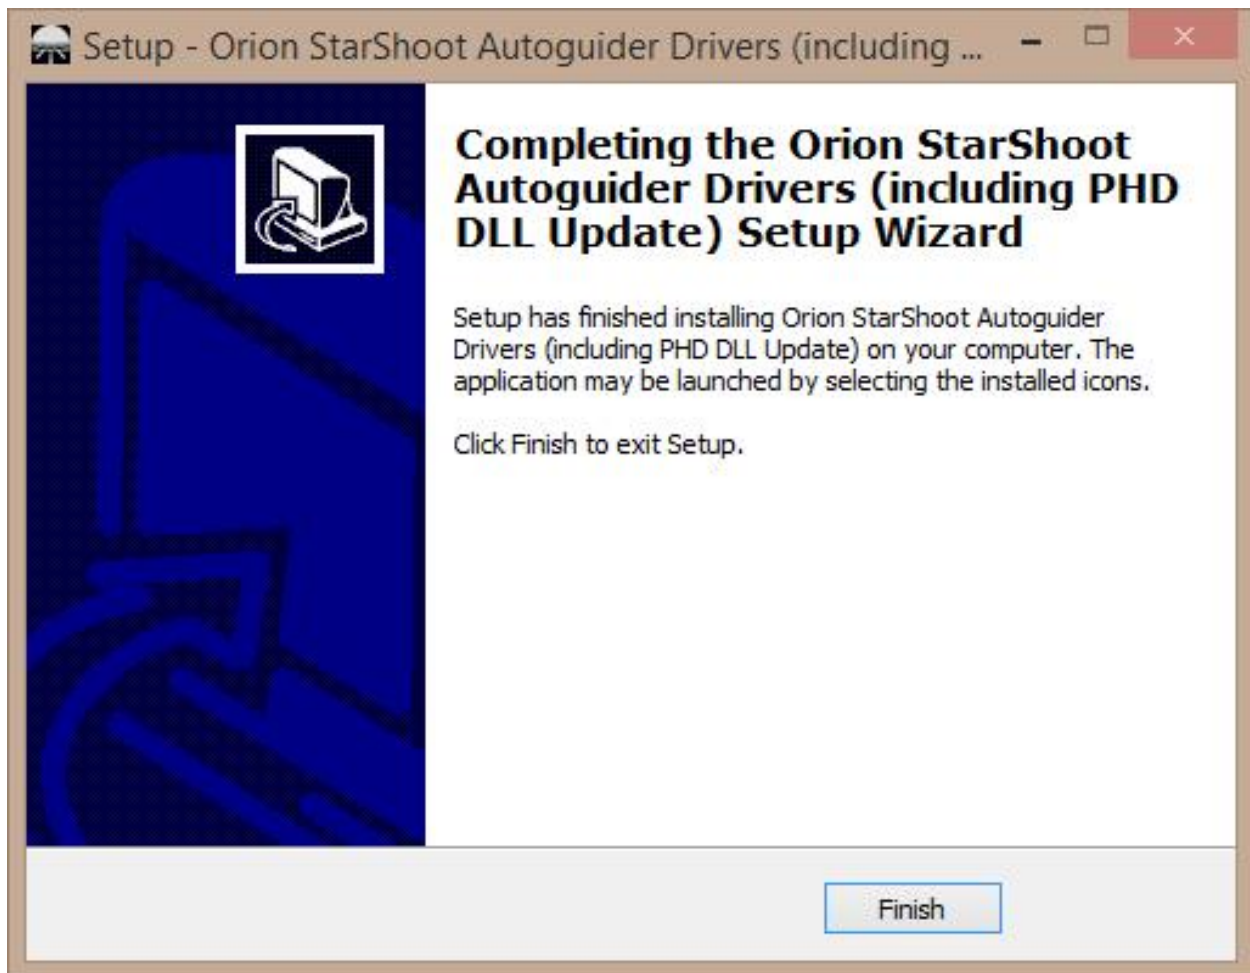 Setup - Orion StarShoot Autoguider Drivers (including ...
Completing the Orion StarShoot
Autoguider Drivers (including PHD
DLL Update) Setup Wizard
Setup has finished installing Orion StarShoot Autoguider
Drivers (including PHD DLL Update) on your computer. The
application may be launched by selecting the installed icons.
Click Finish to exit Setup.
Finish